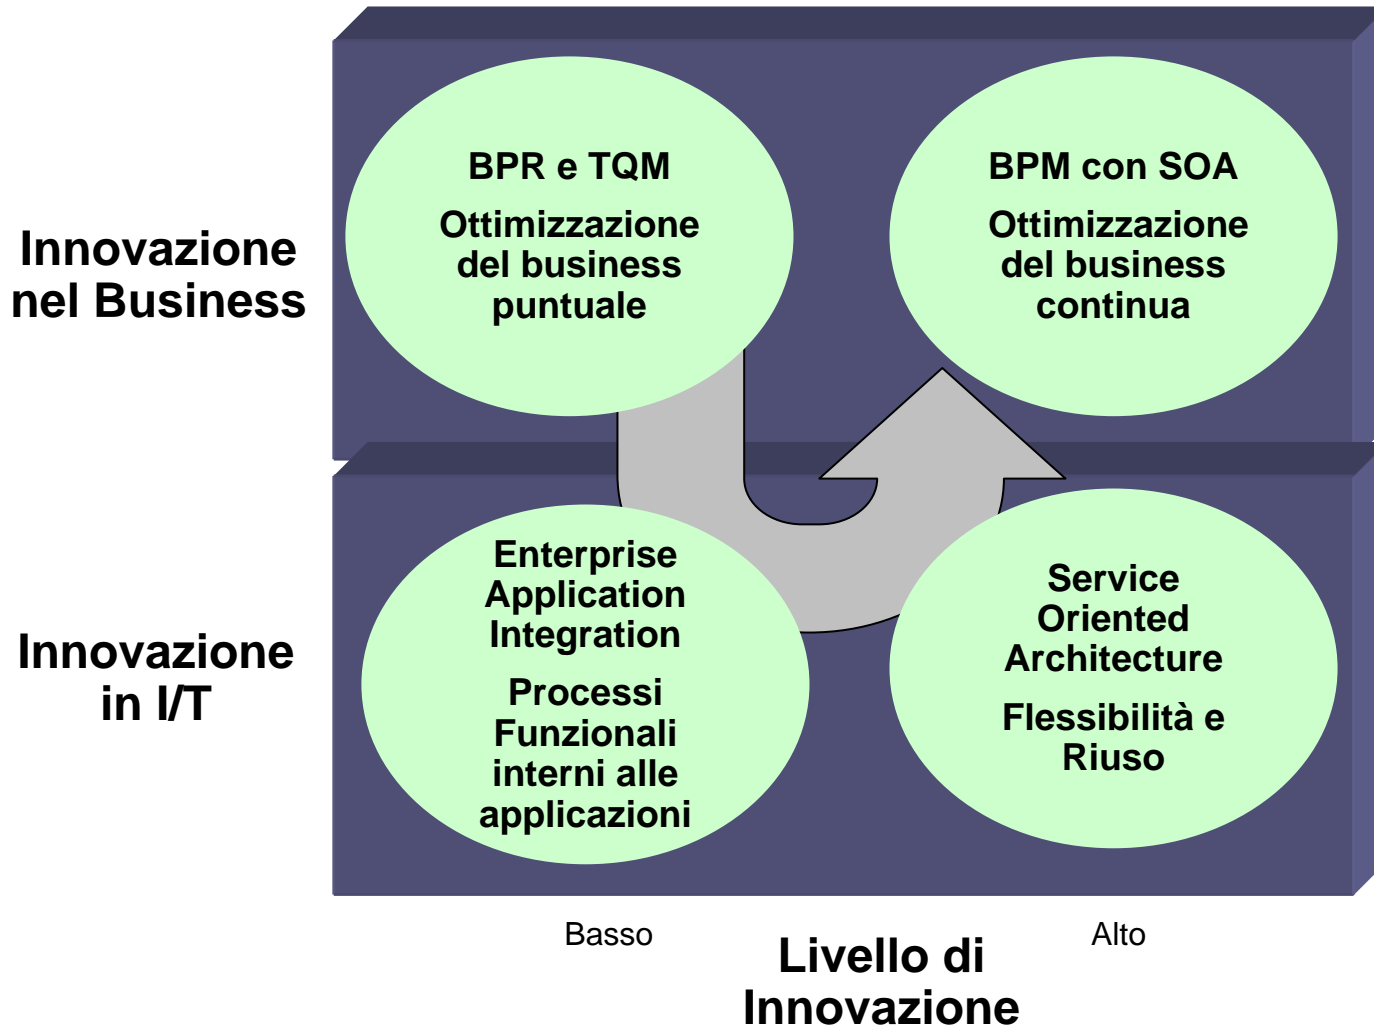 Innovazione
nel Business
BPR e TQM
Ottimizzazione
del business
puntuale
BPM con SOA
Ottimizzazione
del business
continua
Innovazione
in I/T
Enterprise
Application
Integration
Processi
Funzionali
interni alle
applicazioni
Service
Oriented
Architecture
Flessibilità e
Riuso
Basso
Alto
Livello di
Innovazione